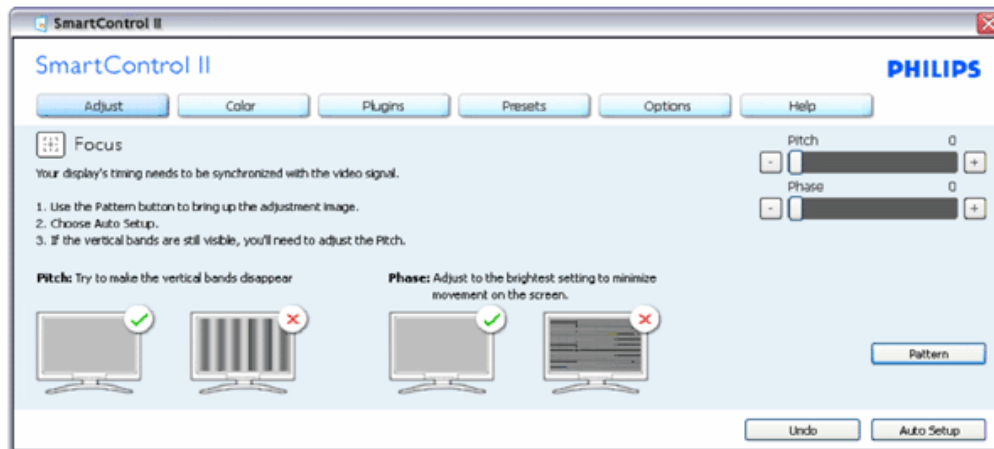 SmartControl II
SmartControl II
PHILIPS
Adjust Color Plugins Presets Options Help
Focus
Pitch 0
- +
Phase 0
- +
Your display's timing needs to be synchronized with the video signal.
1. Use the Pattern button to bring up the adjustment image.
2. Choose Auto Setup.
3. If the vertical bands are still visible, you'll need to adjust the Pitch.
Pitch: Try to make the vertical bands disappear
Phase: Adjust to the brightest setting to minimize
movement on the screen.
Pattern
Undo Auto Setup